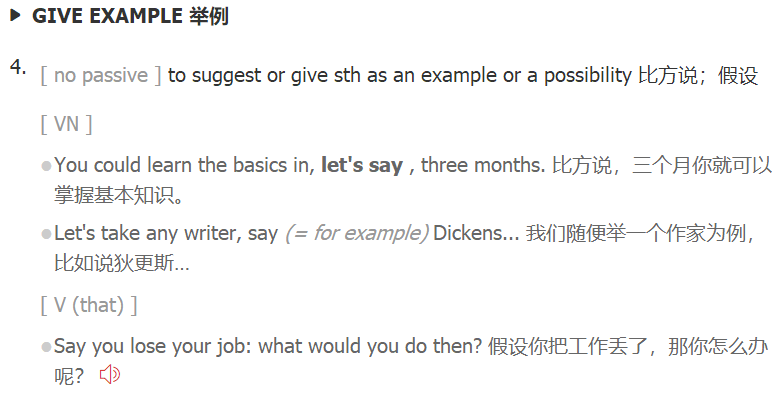 ▶ GIVE EXAMPLE 举例
4. [ no passive ] to suggest or give sth as an example or a possibility 比方说；假设
[ VN ]
●You could learn the basics in, let's say , three months. 比方说，三个月你就可以
掌握基本知识。
●Let's take any writer, say (= for example) Dickens... 我们随便举一个作家为例，
比如说狄更斯…
[ V (that) ]
●Say you lose your job: what would you do then? 假设你把工作丢了，那你怎么办
呢？